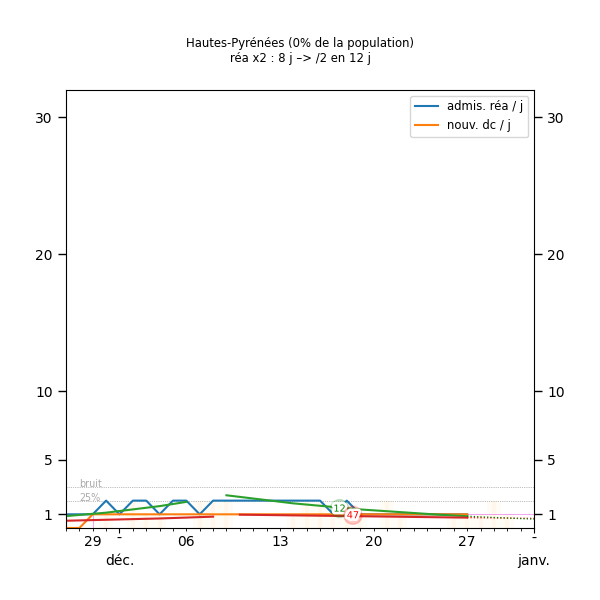 Hautes-Pyrénées (0% de la population)
réa x2 : 8 j –> /2 en 12 j
admis. réa / j
nouv. dc / j
30 30
20 20
10 10
5 5
bruit
25%
12
47
1 1
29 - 06 13 20 27 -
déc. janv.